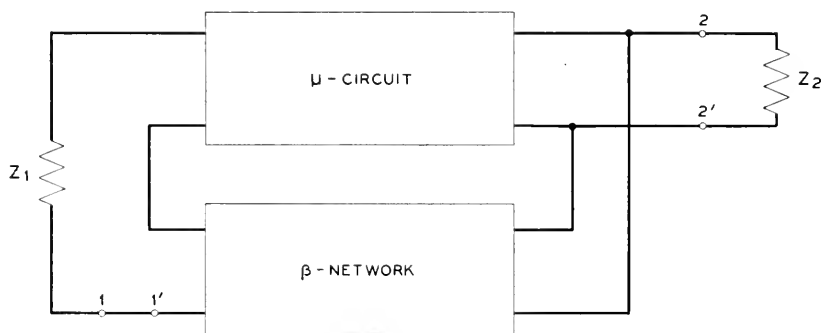 2
μ - CIRCUIT
Z2
2'
Z1
β - NETWORK
1 1'